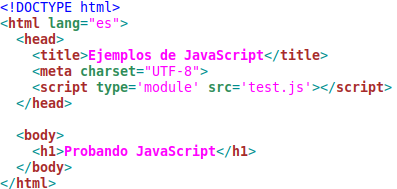 <!DOCTYPE html>
<html lang="es">
  <head>
    <title>Ejemplos de JavaScript</title>
    <meta charset="UTF-8">
    <script type='module' src='test.js'></script>
  </head>

  <body>
    <h1>Probando JavaScript</h1>
  </body>
</html>